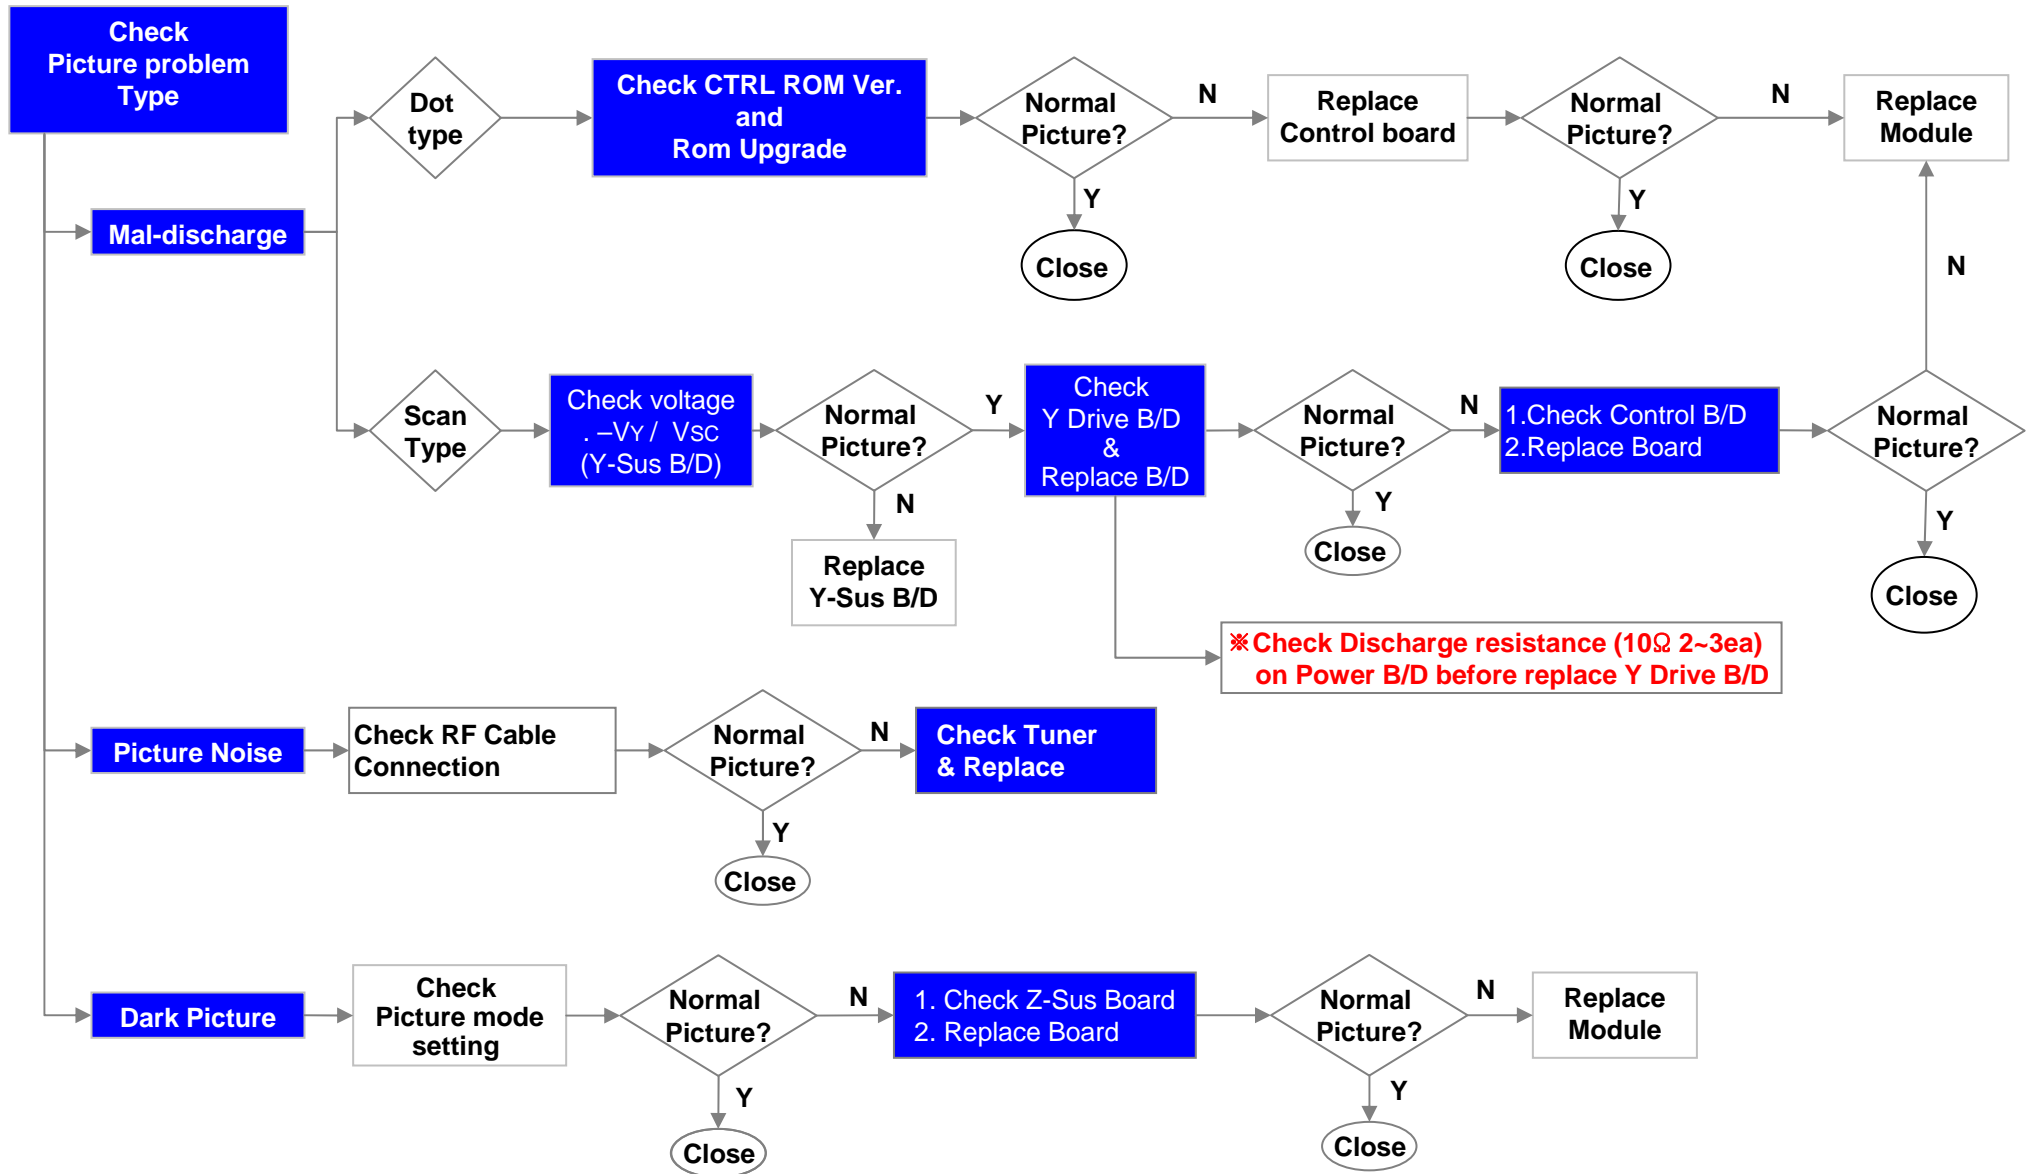 Check
Picture problem
Type
Dot
type
Check CTRL ROM Ver.
and
Rom Upgrade
Normal
Picture?
N
Y
Close
Replace
Control board
Normal
Picture?
N
Y
Close
Replace
Module
Mal-discharge
N
Scan
Type
Check voltage
. –VY / VSC
(Y-Sus B/D)
Normal
Picture?
Y
N
Replace
Y-Sus B/D
Check
Y Drive B/D
&
Replace B/D
Normal
Picture?
N
Y
Close
1.Check Control B/D
2.Replace Board
Normal
Picture?
Y
Close
※Check Discharge resistance (10Ω 2~3ea)
on Power B/D before replace Y Drive B/D
Picture Noise
Check RF Cable
Connection
Normal
Picture?
N
Y
Close
Check Tuner
& Replace
Dark Picture
Check
Picture mode
setting
Normal
Picture?
N
Y
Close
1. Check Z-Sus Board
2. Replace Board
Normal
Picture?
N
Y
Close
Replace
Module